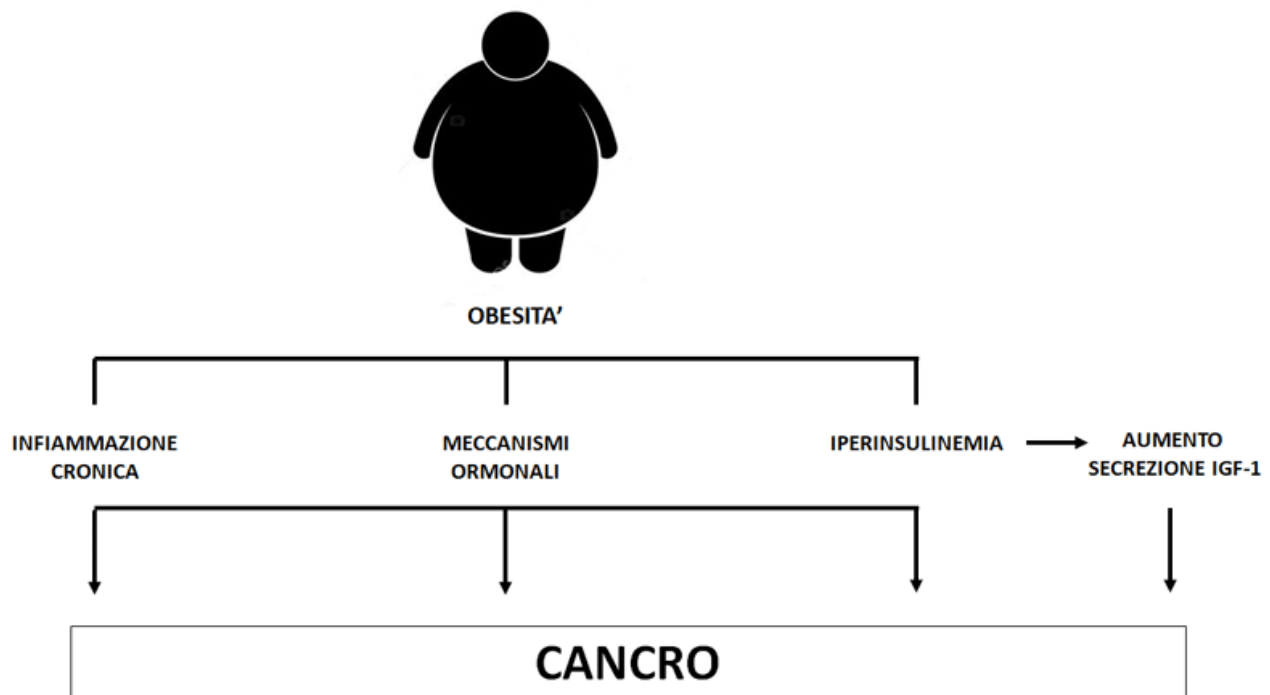 OBESITA’
INFIAMMAZIONE
CRONICA
MECCANISMI
ORMONALI
IPERINSULINEMIA
AUMENTO
SECREZIONE IGF-1
CANCRO